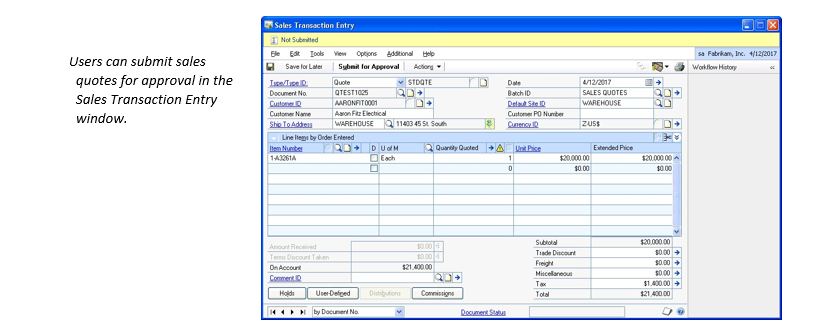 Users can submit sales
quotes for approval in the
Sales Transaction Entry
window.
Sales Transaction Entry
Not Submitted
File Edit Tools View Options Additional Help sa Fabrikam, Inc. 4/12/2017
Save for Later Submit for Approval Actions Workflow History <<
Type/Type ID: Quote STDQTE Date 4/12/2017
Document No. QTEST1025 Batch ID SALES QUOTES
Customer ID AARONFIT0001 Default Site ID WAREHOUSE
Customer Name Aaron Fitz Electrical Customer PO Number
Ship To Address WAREHOUSE 11403 45 St. South Currency ID Z-US$
Line Items by Order Entered
Item Number D U of M Quantity Quoted Unit Price Extended Price
1-A3261A Each 1 $20,000.00 $20,000.00
0 $0.00 $0.00
Subtotal $20,000.00
Amount Received $0.00 Trade Discount $0.00
Terms Discount Taken $0.00 Freight $0.00
On Account $21,400.00 Miscellaneous $0.00
Comment ID Tax $1,400.00
Holds User-Defined Distributions Commissions Total $21,400.00
by Document No. Document Status